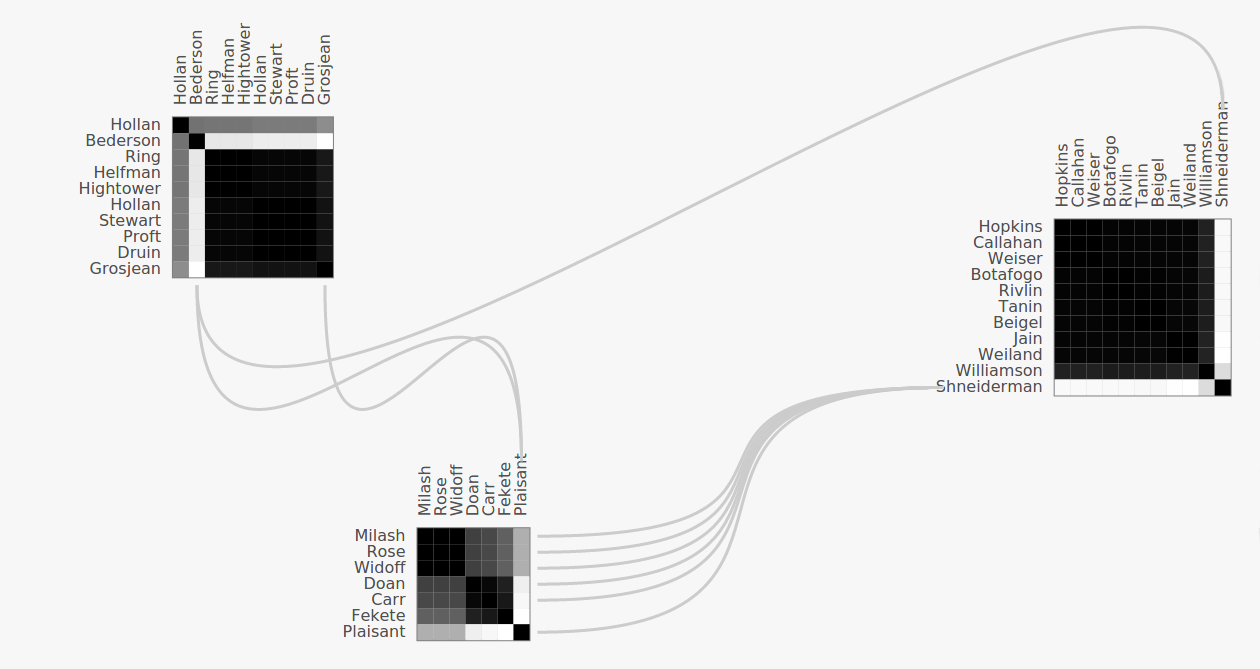 Hollan
Bederson
Ring
Helfman
Hightower
Hollan
Stewart
Proft
Druin
Grosjean
Hollan
Bederson
Ring
Helfman
Hightower
Hollan
Stewart
Proft
Druin
Grosjean
Hopkins
Callahan
Weiser
Botafogo
Rivlin
Tanin
Beigel
Jain
Weiland
Williamson
Shneiderman
Hopkins
Callahan
Weiser
Botafogo
Rivlin
Tanin
Beigel
Jain
Weiland
Williamson
Shneiderman
Milash
Rose
Widoff
Doan
Carr
Fekete
Plaisant
Milash
Rose
Widoff
Doan
Carr
Fekete
Plaisant